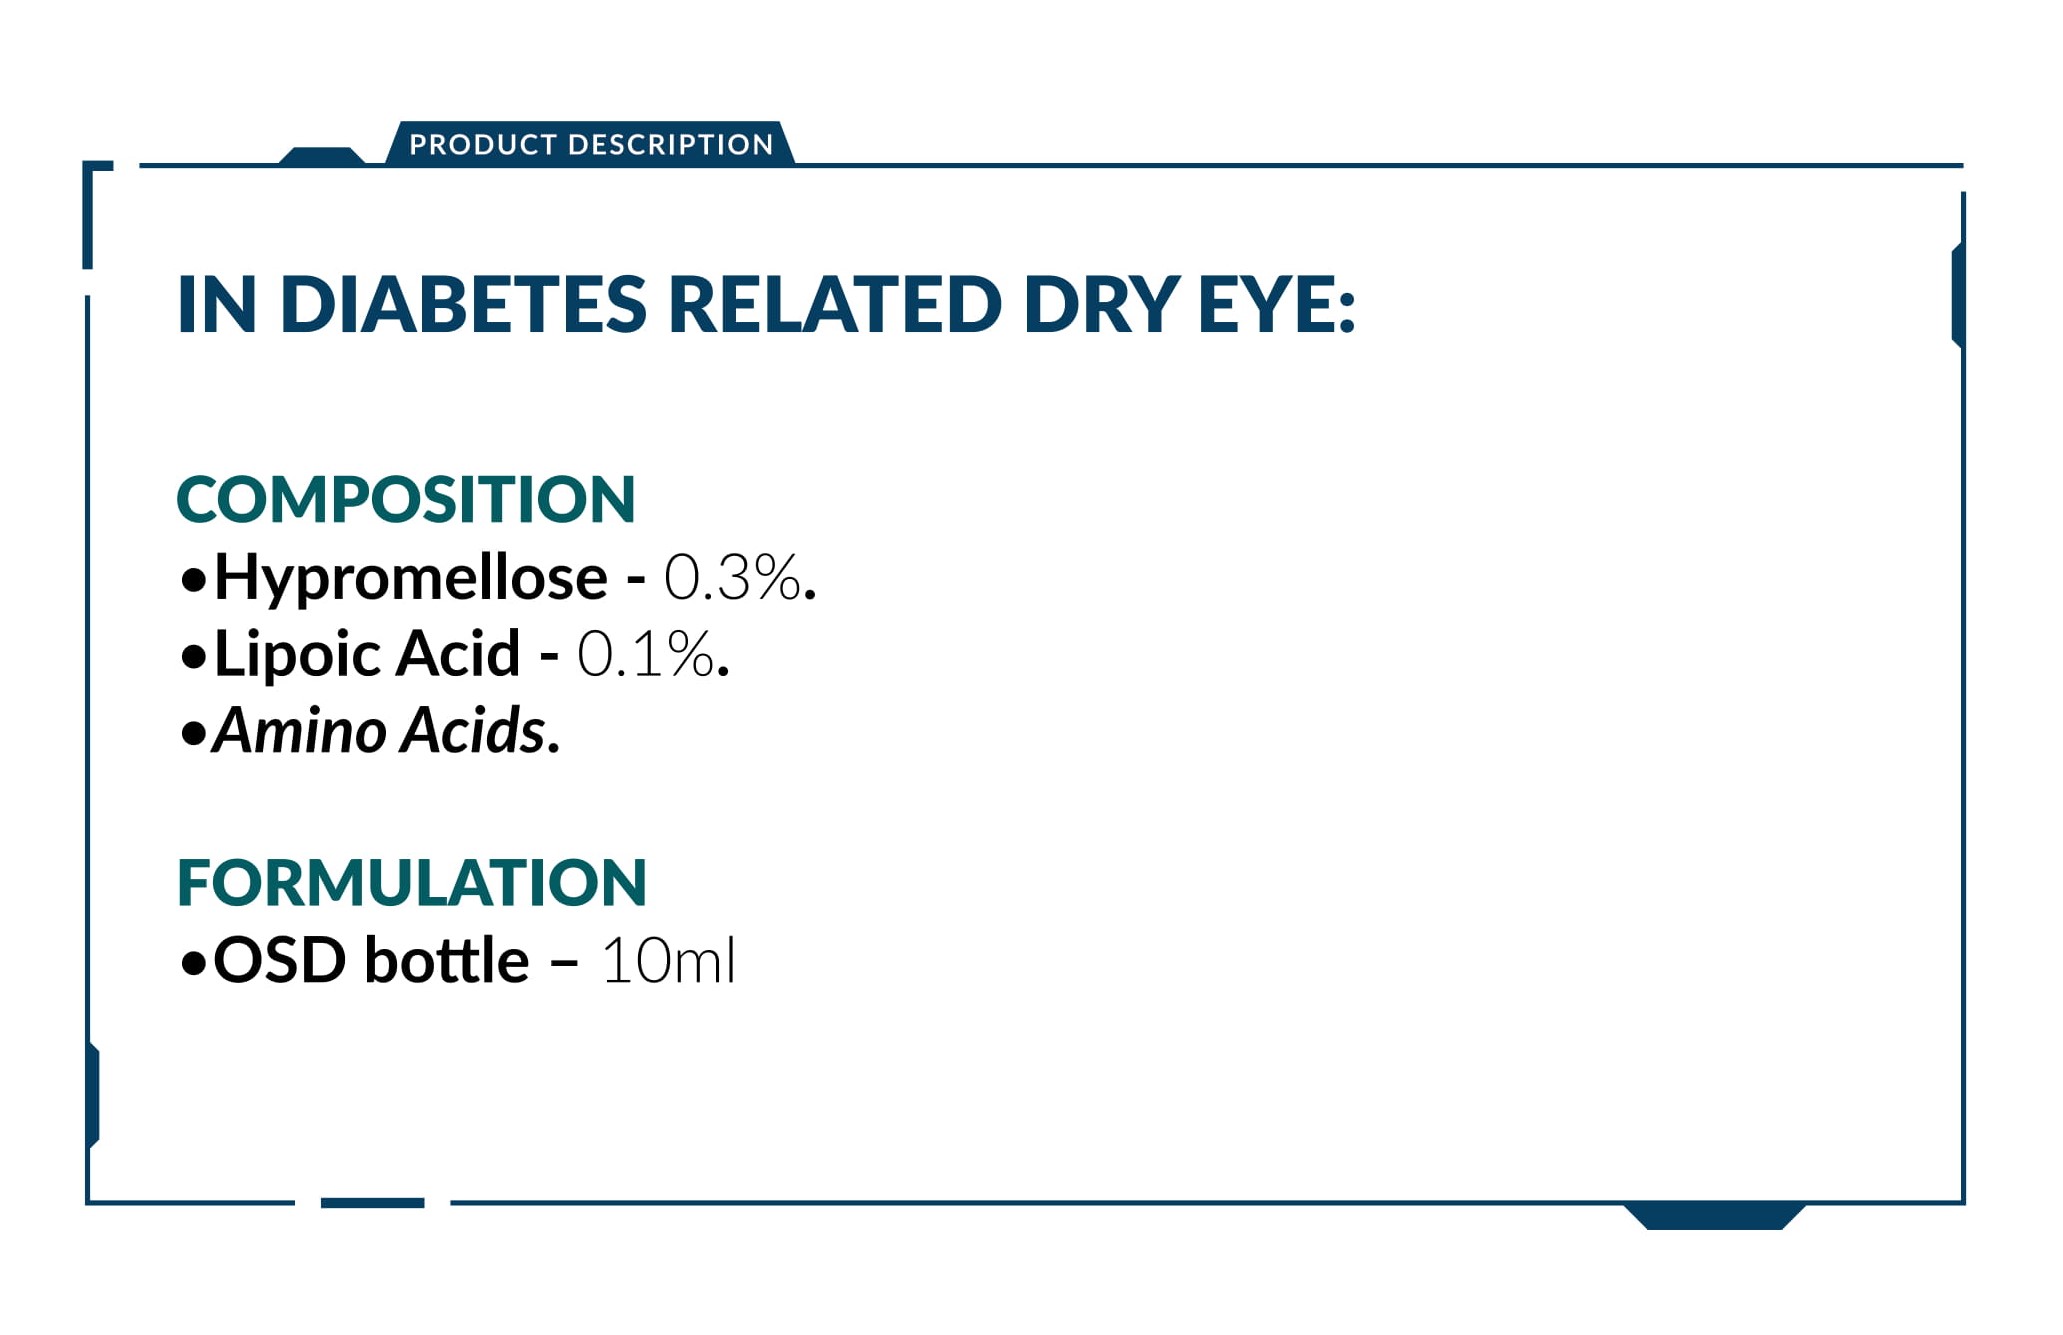 PRODUCT DESCRIPTION
IN DIABETES RELATED DRY EYE:
COMPOSITION
•Hypromellose - 0.3%.
•Lipoic Acid - 0.1%.
•Amino Acids.
FORMULATION
•OSD bottle – 10ml